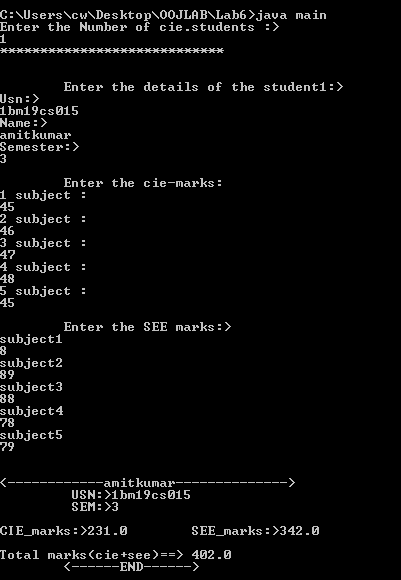 C:\Users\cw\Desktop\OOJLAB\Lab6>java main
Enter the Number of cie.students :>
1
****************************
Enter the details of the student1:>
Usn:>
1bm19cs015
Name:>
amitkumar
Semester:>
3
Enter the cie-marks:
1 subject :
45
2 subject :
46
3 subject :
47
4 subject :
48
5 subject :
45
Enter the SEE marks:>
subject1
8
subject2
89
subject3
88
subject4
78
subject5
79
<------------amitkumar-------------->
USN:>1bm19cs015
SEM:>3
CIE_marks:>231.0 SEE_marks:>342.0
Total marks(cie+see)==> 402.0
<------END------>